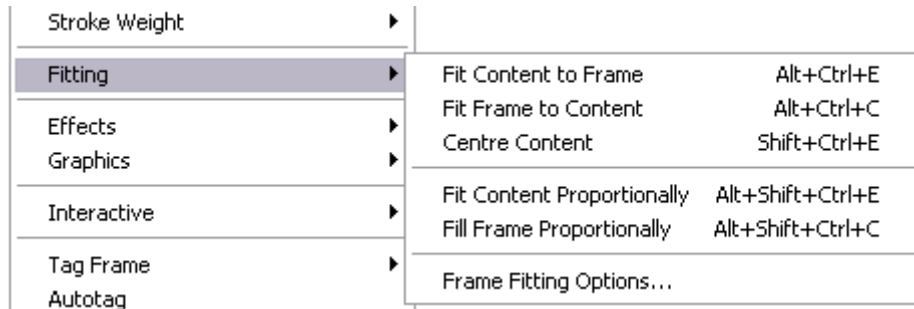 Stroke Weight
Fitting
Effects
Graphics
Interactive
Tag Frame
Autotag
Fit Content to Frame Alt+Ctrl+E
Fit Frame to Content Alt+Ctrl+C
Centre Content Shift+Ctrl+E
Fit Content Proportionally Alt+Shift+Ctrl+E
Fill Frame Proportionally Alt+Shift+Ctrl+C
Frame Fitting Options...